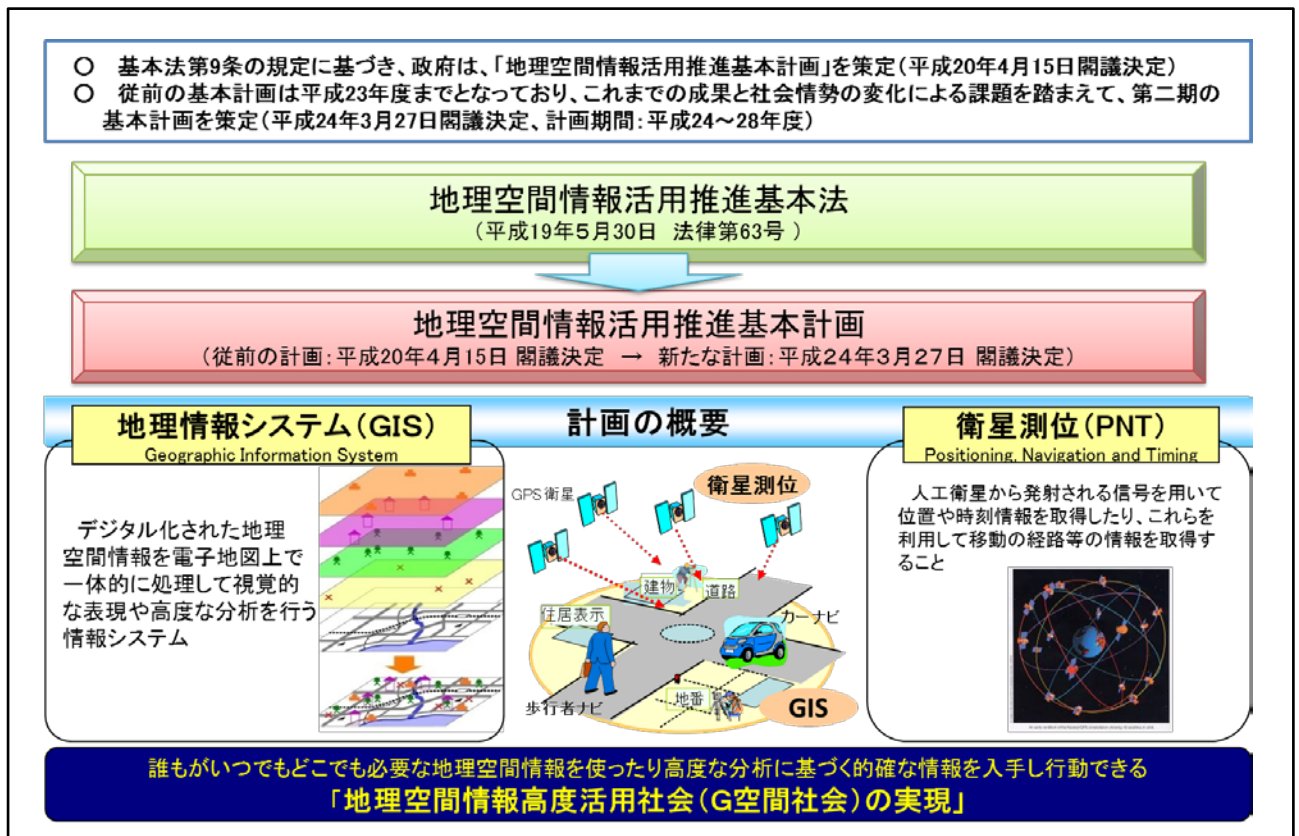 ○　基本法第9条の規定に基づき、政府は、「地理空間情報活用推進基本計画」を策定(平成20年4月15日閣議決定)
○　従前の基本計画は平成23年度までとなっており、これまでの成果と社会情勢の変化による課題を踏まえて、第二期の
基本計画を策定(平成24年3月27日閣議決定、計画期間：平成24～28年度)
地理空間情報活用推進基本法
(平成19年5月30日　法律第63号 )
地理空間情報活用推進基本計画
(従前の計画：平成20年4月15日 閣議決定　→　新たな計画：平成24年3月27日 閣議決定)
計画の概要
地理情報システム(GIS)
Geographic Information System
デジタル化された地理
空間情報を電子地図上で
一体的に処理して視覚的
な表現や高度な分析を行う
情報システム
GPS衛星
衛星測位
建物
道路
住居表示
カーナビ
地番
歩行者ナビ
GIS
衛星測位(PNT)
Positioning, Navigation and Timing
人工衛星から発射される信号を用いて
位置や時刻情報を取得したり、これらを
利用して移動の経路等の情報を取得す
ること
誰もがいつでもどこでも必要な地理空間情報を使ったり高度な分析に基づく的確な情報を入手し行動できる
「地理空間情報高度活用社会(G空間社会)の実現」